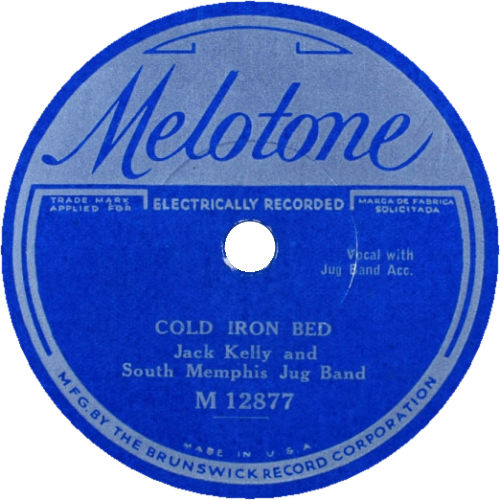 Melotone
TRADE MARK
APPLIED FOR
ELECTRICALLY RECORDED
MARCA DE FABRICA
SOLICITADA
Vocal with
Jug Band Acc.
COLD IRON BED
Jack Kelly and
South Memphis Jug Band
M 12877
MADE IN U.S.A.
MFG. BY THE BRUNSWICK RECORD CORPORATION